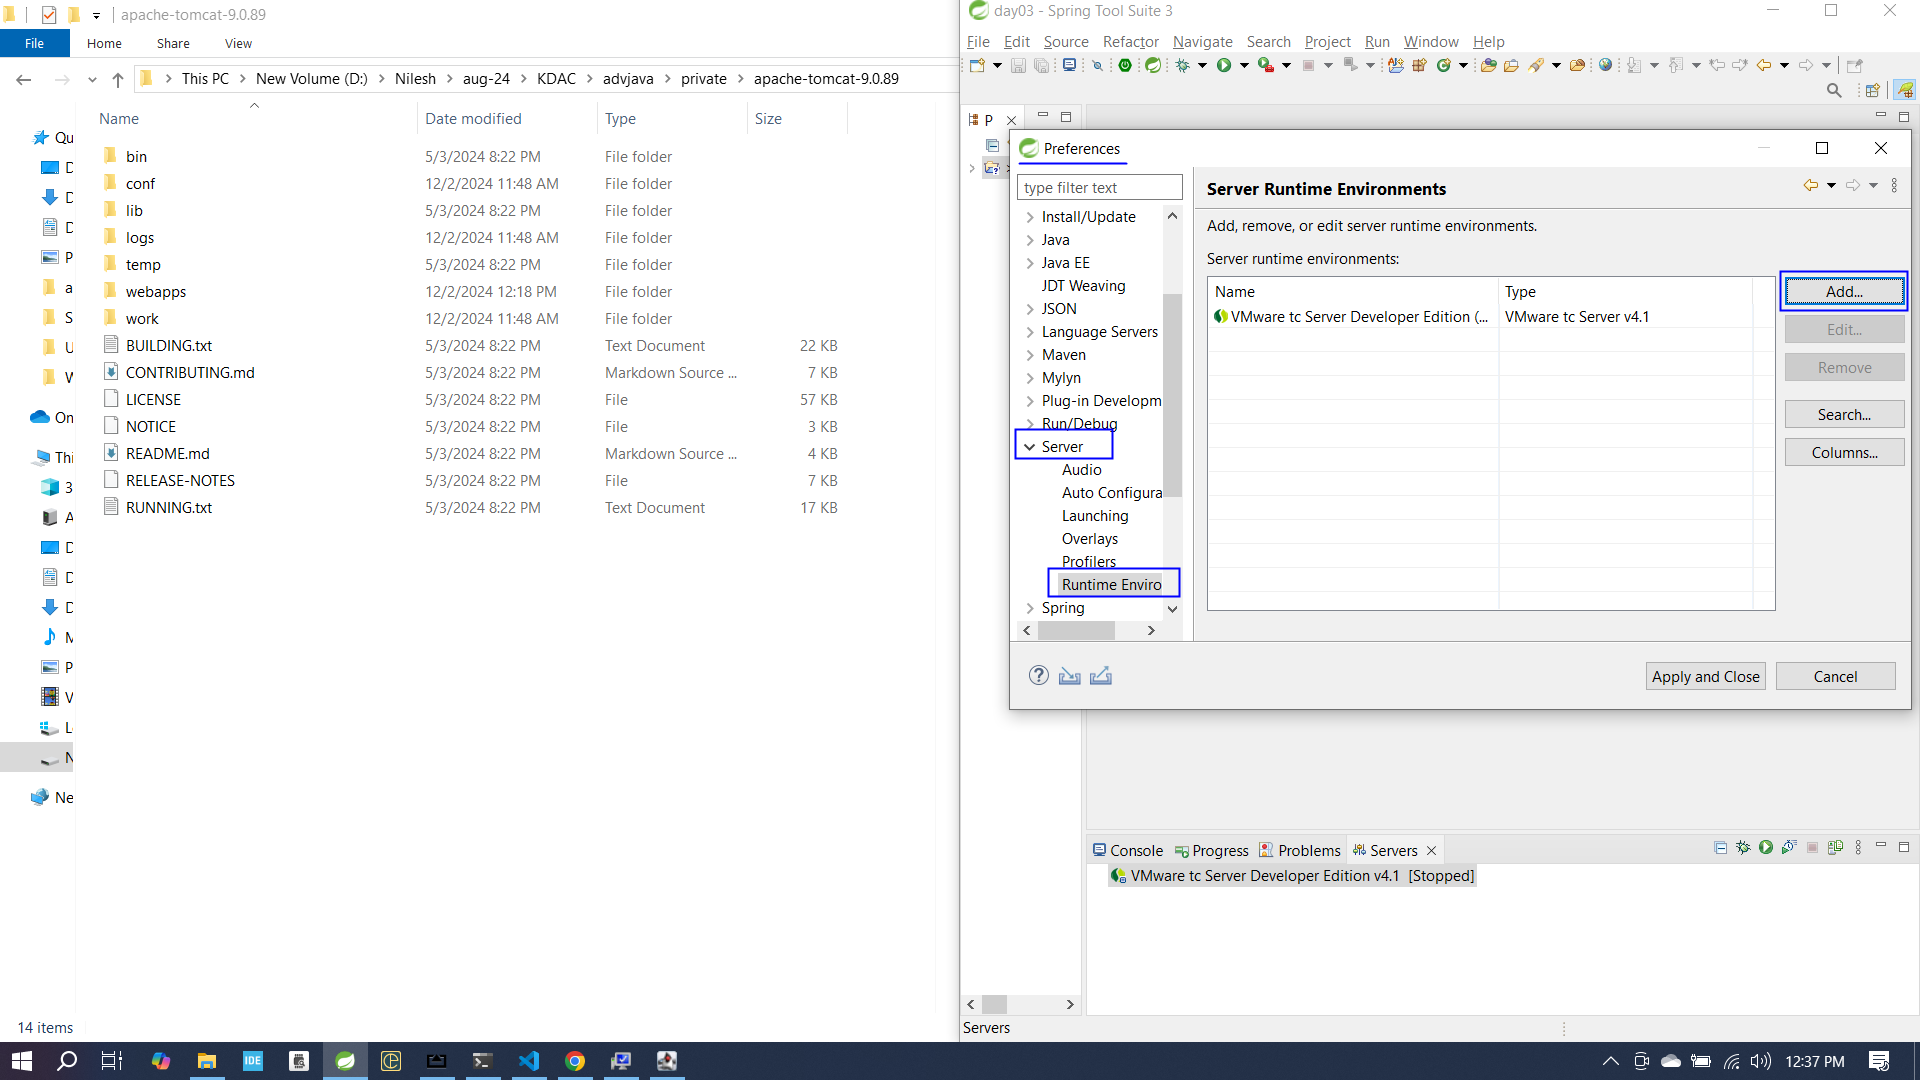 apache-tomcat-9.0.89
File Home Share View
This PC New Volume (D:) Nilesh aug-24 KDAC advjava private apache-tomcat-9.0.89
Name Date modified Type Size
Qu
D
D
D
P
a
S
U
W
On
Thi
3
A
D
D
D
M
P
V
Lo
N
Ne
bin 5/3/2024 8:22 PM File folder
conf 12/2/2024 11:48 AM File folder
lib 5/3/2024 8:22 PM File folder
logs 12/2/2024 11:48 AM File folder
temp 5/3/2024 8:22 PM File folder
webapps 12/2/2024 12:18 PM File folder
work 12/2/2024 11:48 AM File folder
BUILDING.txt 5/3/2024 8:22 PM Text Document 22 KB
CONTRIBUTING.md 5/3/2024 8:22 PM Markdown Source ... 7 KB
LICENSE 5/3/2024 8:22 PM File 57 KB
NOTICE 5/3/2024 8:22 PM File 3 KB
README.md 5/3/2024 8:22 PM Markdown Source ... 4 KB
RELEASE-NOTES 5/3/2024 8:22 PM File 7 KB
RUNNING.txt 5/3/2024 8:22 PM Text Document 17 KB
14 items
day03 - Spring Tool Suite 3
File Edit Source Refactor Navigate Search Project Run Window Help
P
Preferences
type filter text
Install/Update
Java
Java EE
JDT Weaving
JSON
Language Servers
Maven
Mylyn
Plug-in Developm
Run/Debug
Server
Audio
Auto Configura
Launching
Overlays
Profilers
Runtime Enviro
Spring
Server Runtime Environments
Add, remove, or edit server runtime environments.
Server runtime environments:
Name Type
VMware tc Server Developer Edition (... VMware tc Server v4.1
Add...
Edit...
Remove
Search...
Columns...
Apply and Close Cancel
Console Progress Problems Servers
VMware tc Server Developer Edition v4.1 [Stopped]
Servers
IDE
12:37 PM